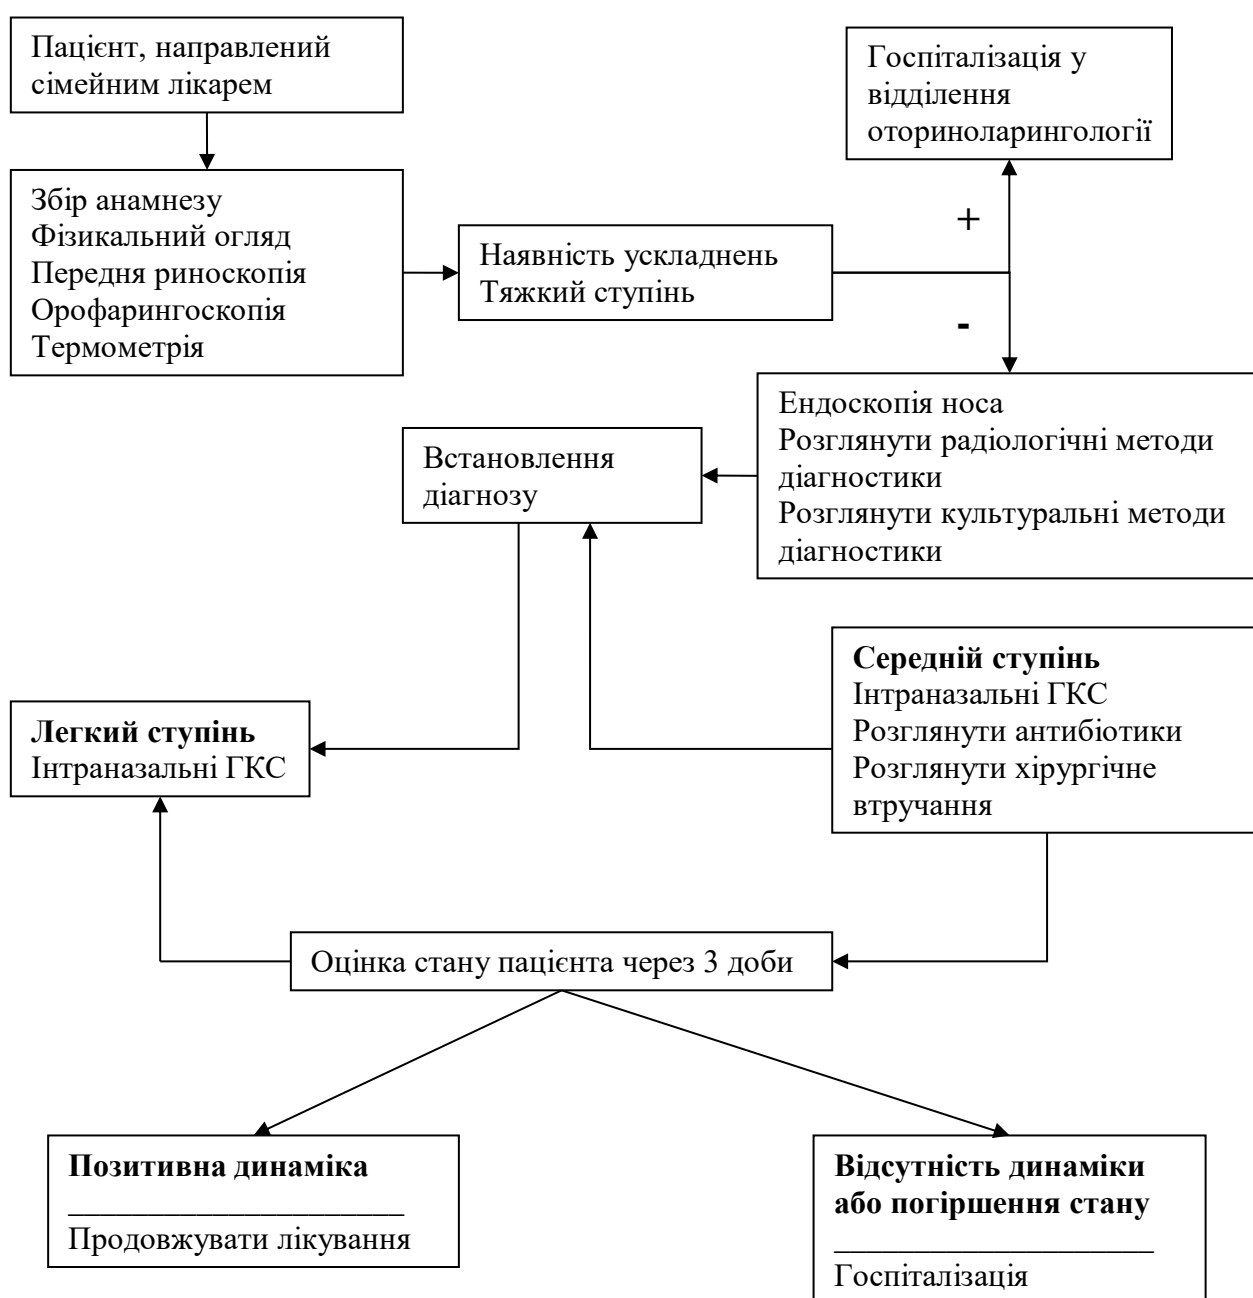 Пацієнт, направлений
сімейним лікарем
Госпіталізація у
відділення
оториноларингології
Збір анамнезу
Фізикальний огляд
Передня риноскопія
Орофарингоскопія
Термометрія
Наявність ускладнень
Тяжкий ступінь
+
-
Ендоскопія носа
Розглянути радіологічні методи
діагностики
Розглянути культуральні методи
діагностики
Встановлення
діагнозу
Середній ступінь
Інтраназальні ГКС
Розглянути антибіотики
Розглянути хірургічне
втручання
Легкий ступінь
Інтраназальні ГКС
Оцінка стану пацієнта через 3 доби
Позитивна динаміка
_____________________
Продовжувати лікування
Відсутність динаміки
або погіршення стану
____________________
Госпіталізація